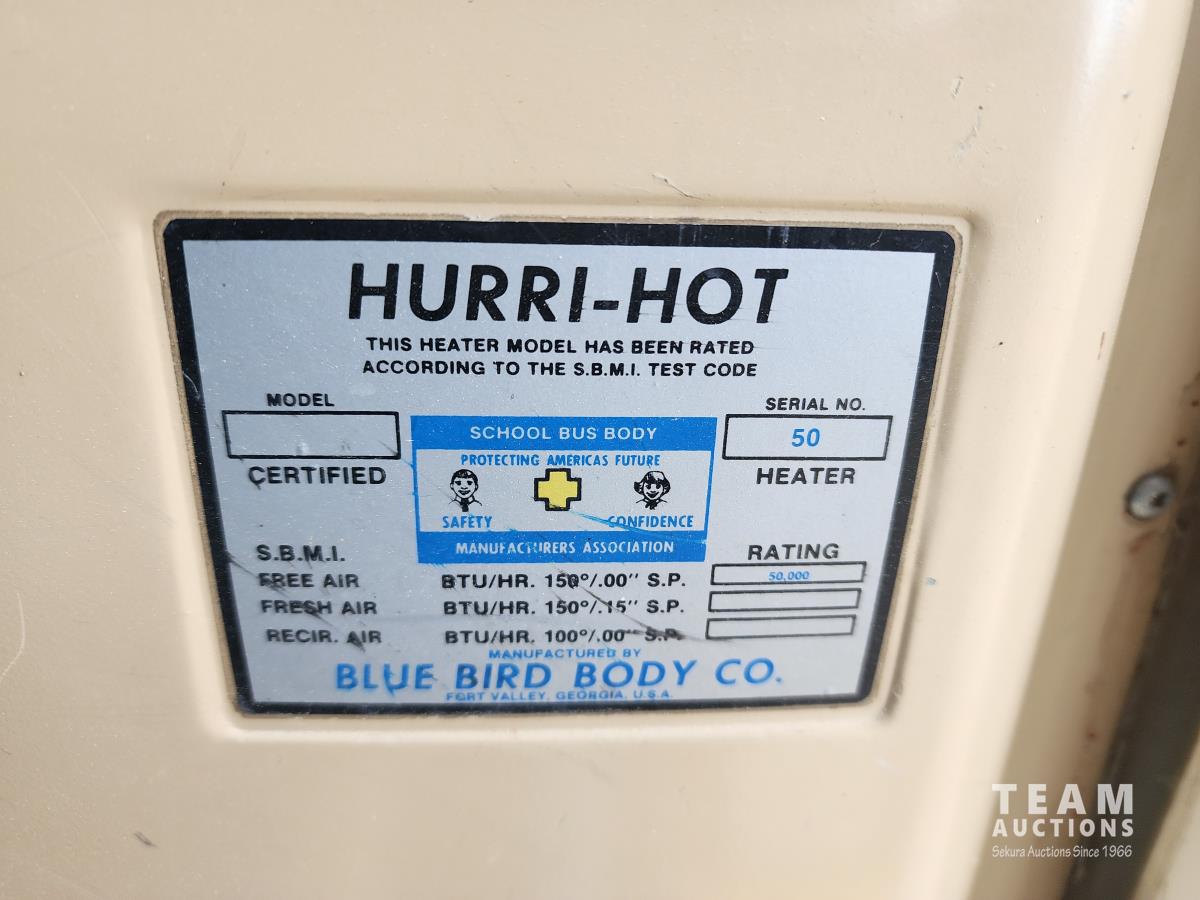 HURRI-HOT
THIS HEATER MODEL HAS BEEN RATED
ACCORDING TO THE S.B.M.I. TEST CODE
MODEL
SERIAL NO.
50
CERTIFIED
HEATER
SCHOOL BUS BODY
PROTECTING AMERICAS FUTURE
SAFETY
CONFIDENCE
MANUFACTURERS ASSOCIATION
S.B.M.I.
RATING
FREE AIR BTU/HR. 150°/.00" S.P. 50,000
FRESH AIR BTU/HR. 150°/.15" S.P.
RECIR. AIR BTU/HR. 100°/.00" S.P.
MANUFACTURED BY
BLUE BIRD BODY CO.
FORT VALLEY, GEORGIA, U.S.A.
TEAM
AUCTIONS
Sekura Auctions Since 1966